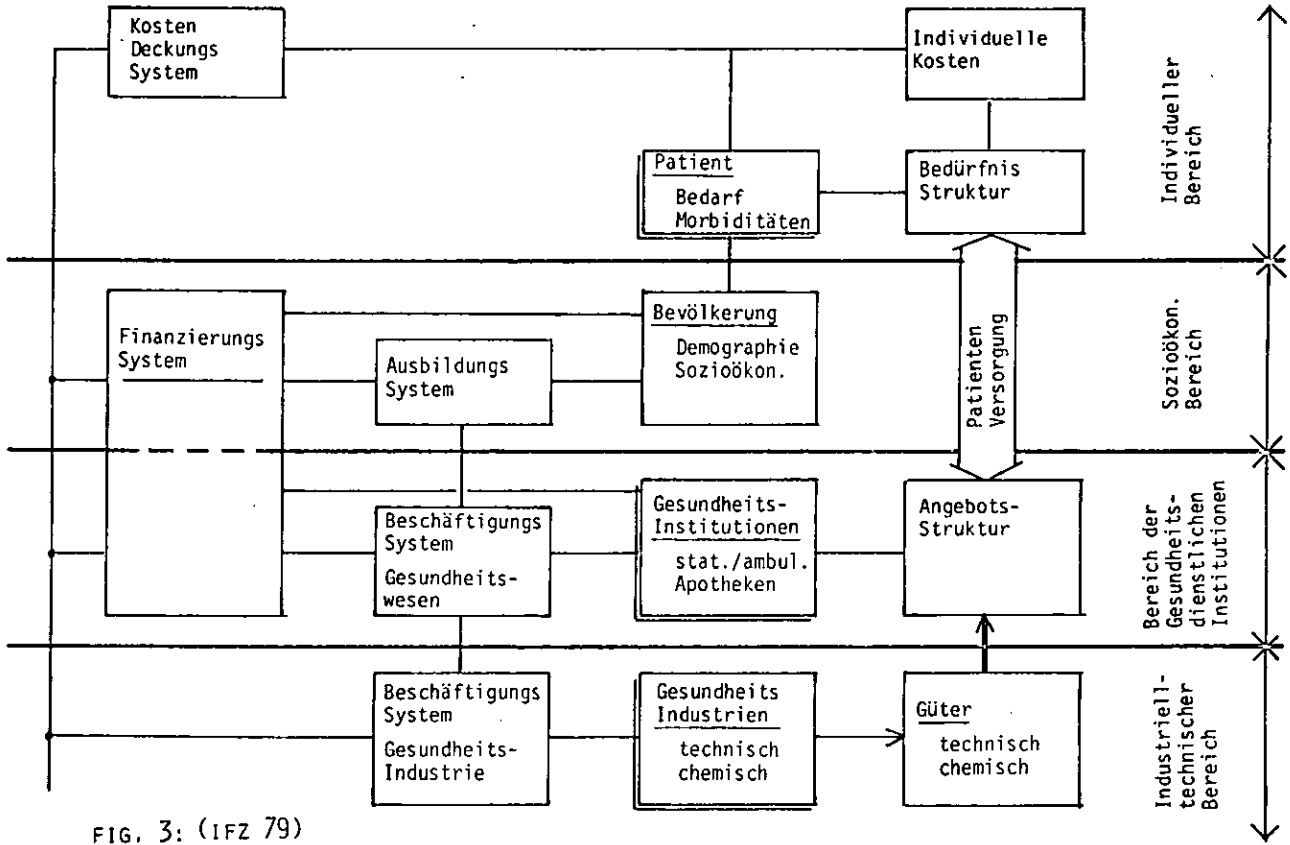 Kosten
Deckungs
System
Individuelle
Kosten
Patient
Bedarf
Morbiditäten
Bedürfnis
Struktur
Individueller
Bereich
Finanzierungs
System
Ausbildungs
System
Bevölkerung
Demographie
Sozioökon.
Patienten
Versorgung
Sozioökon.
Bereich
Beschäftigungs
System
Gesundheits-
wesen
Gesundheits-
Institutionen
stat./ambul.
Apotheken
Angebots-
Struktur
Bereich der
Gesundheits-
dienstlichen
Institutionen
Beschäftigungs
System
Gesundheits-
Industrie
Gesundheits
Industrien
technisch
chemisch
Güter
technisch
chemisch
Industriell-
technischer
Bereich
FIG. 3: (IFZ 79)